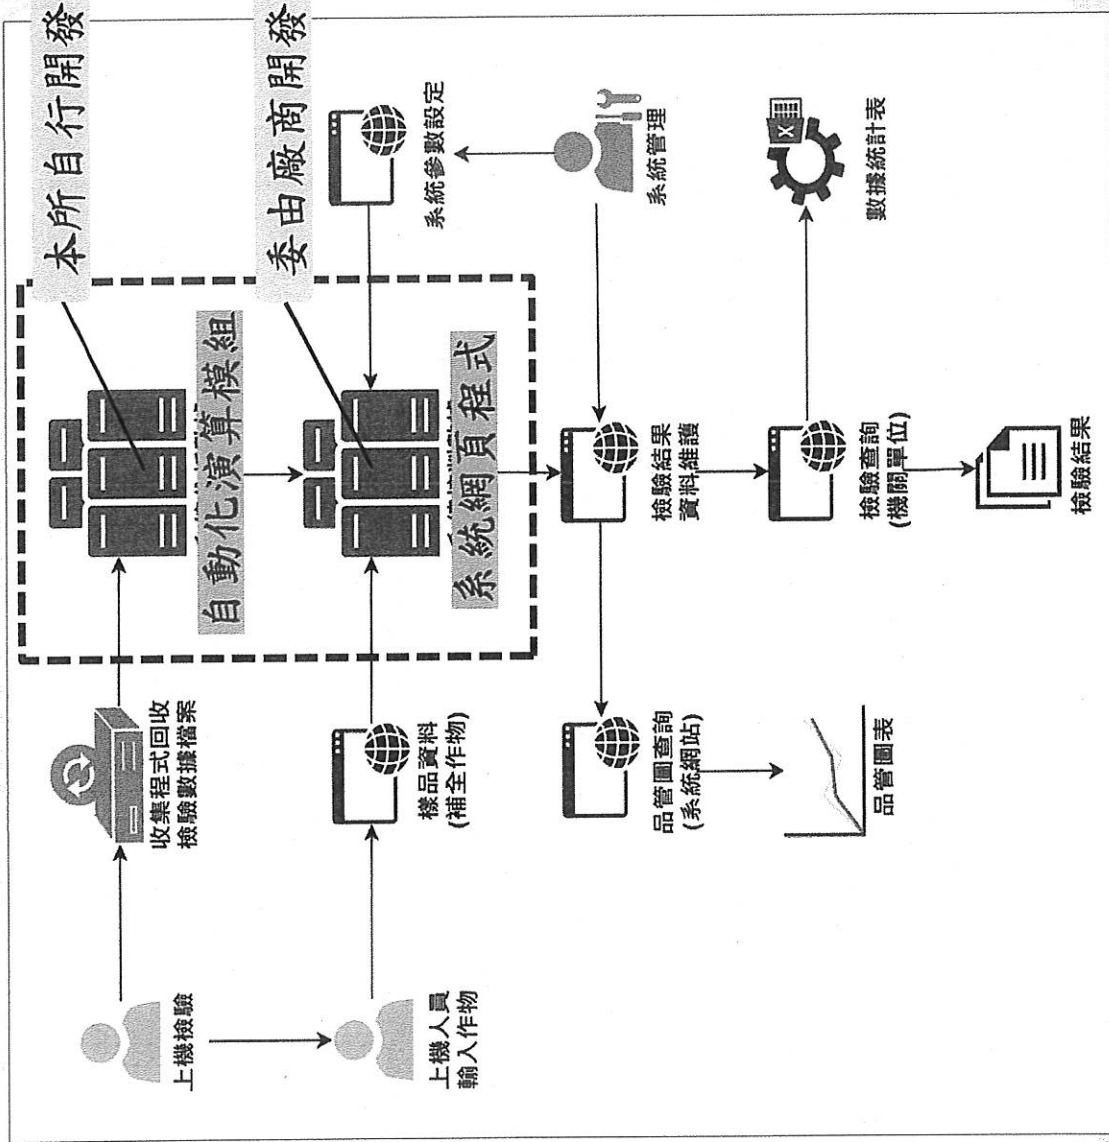 本所自行開發
自動化演算模組
委由廠商開發
系統網頁程式
上機檢驗
收集程式回收
檢驗數據檔案
上機人員
輸入作物
樣品資料
(補全作物)
系統參數設定
系統管理
檢驗結果
資料維護
品管圖查詢
(系統網站)
品管圖表
檢驗查詢
(機關單位)
數據統計表
X
檢驗結果